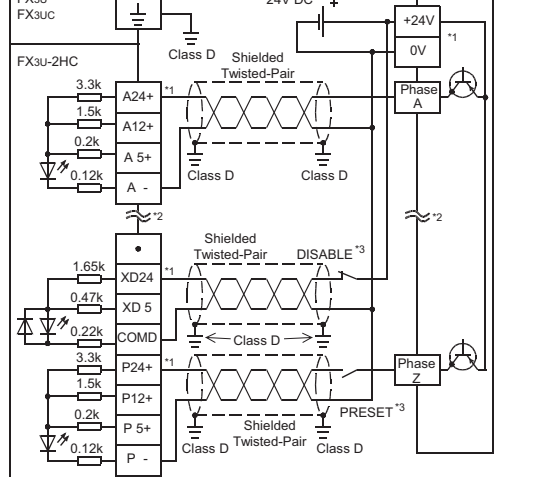 FX3U
FX3UC
24V DC +
Class D
+24V
0V
*1
FX3U-2HC
Shielded
Twisted-Pair
3.3k
A24+
*1
Phase
A
1.5k
A12+
0.2k
A 5+
0.12k
A -
Class D
Class D
*2
*2
Shielded
Twisted-Pair
DISABLE*3
1.65k
XD24
*1
0.47k
XD 5
0.22k
COMD
Class D
3.3k
P24+
*1
Phase
Z
1.5k
P12+
PRESET*3
0.2k
P 5+
Shielded
Twisted-Pair
Class D
Class D
0.12k
P -